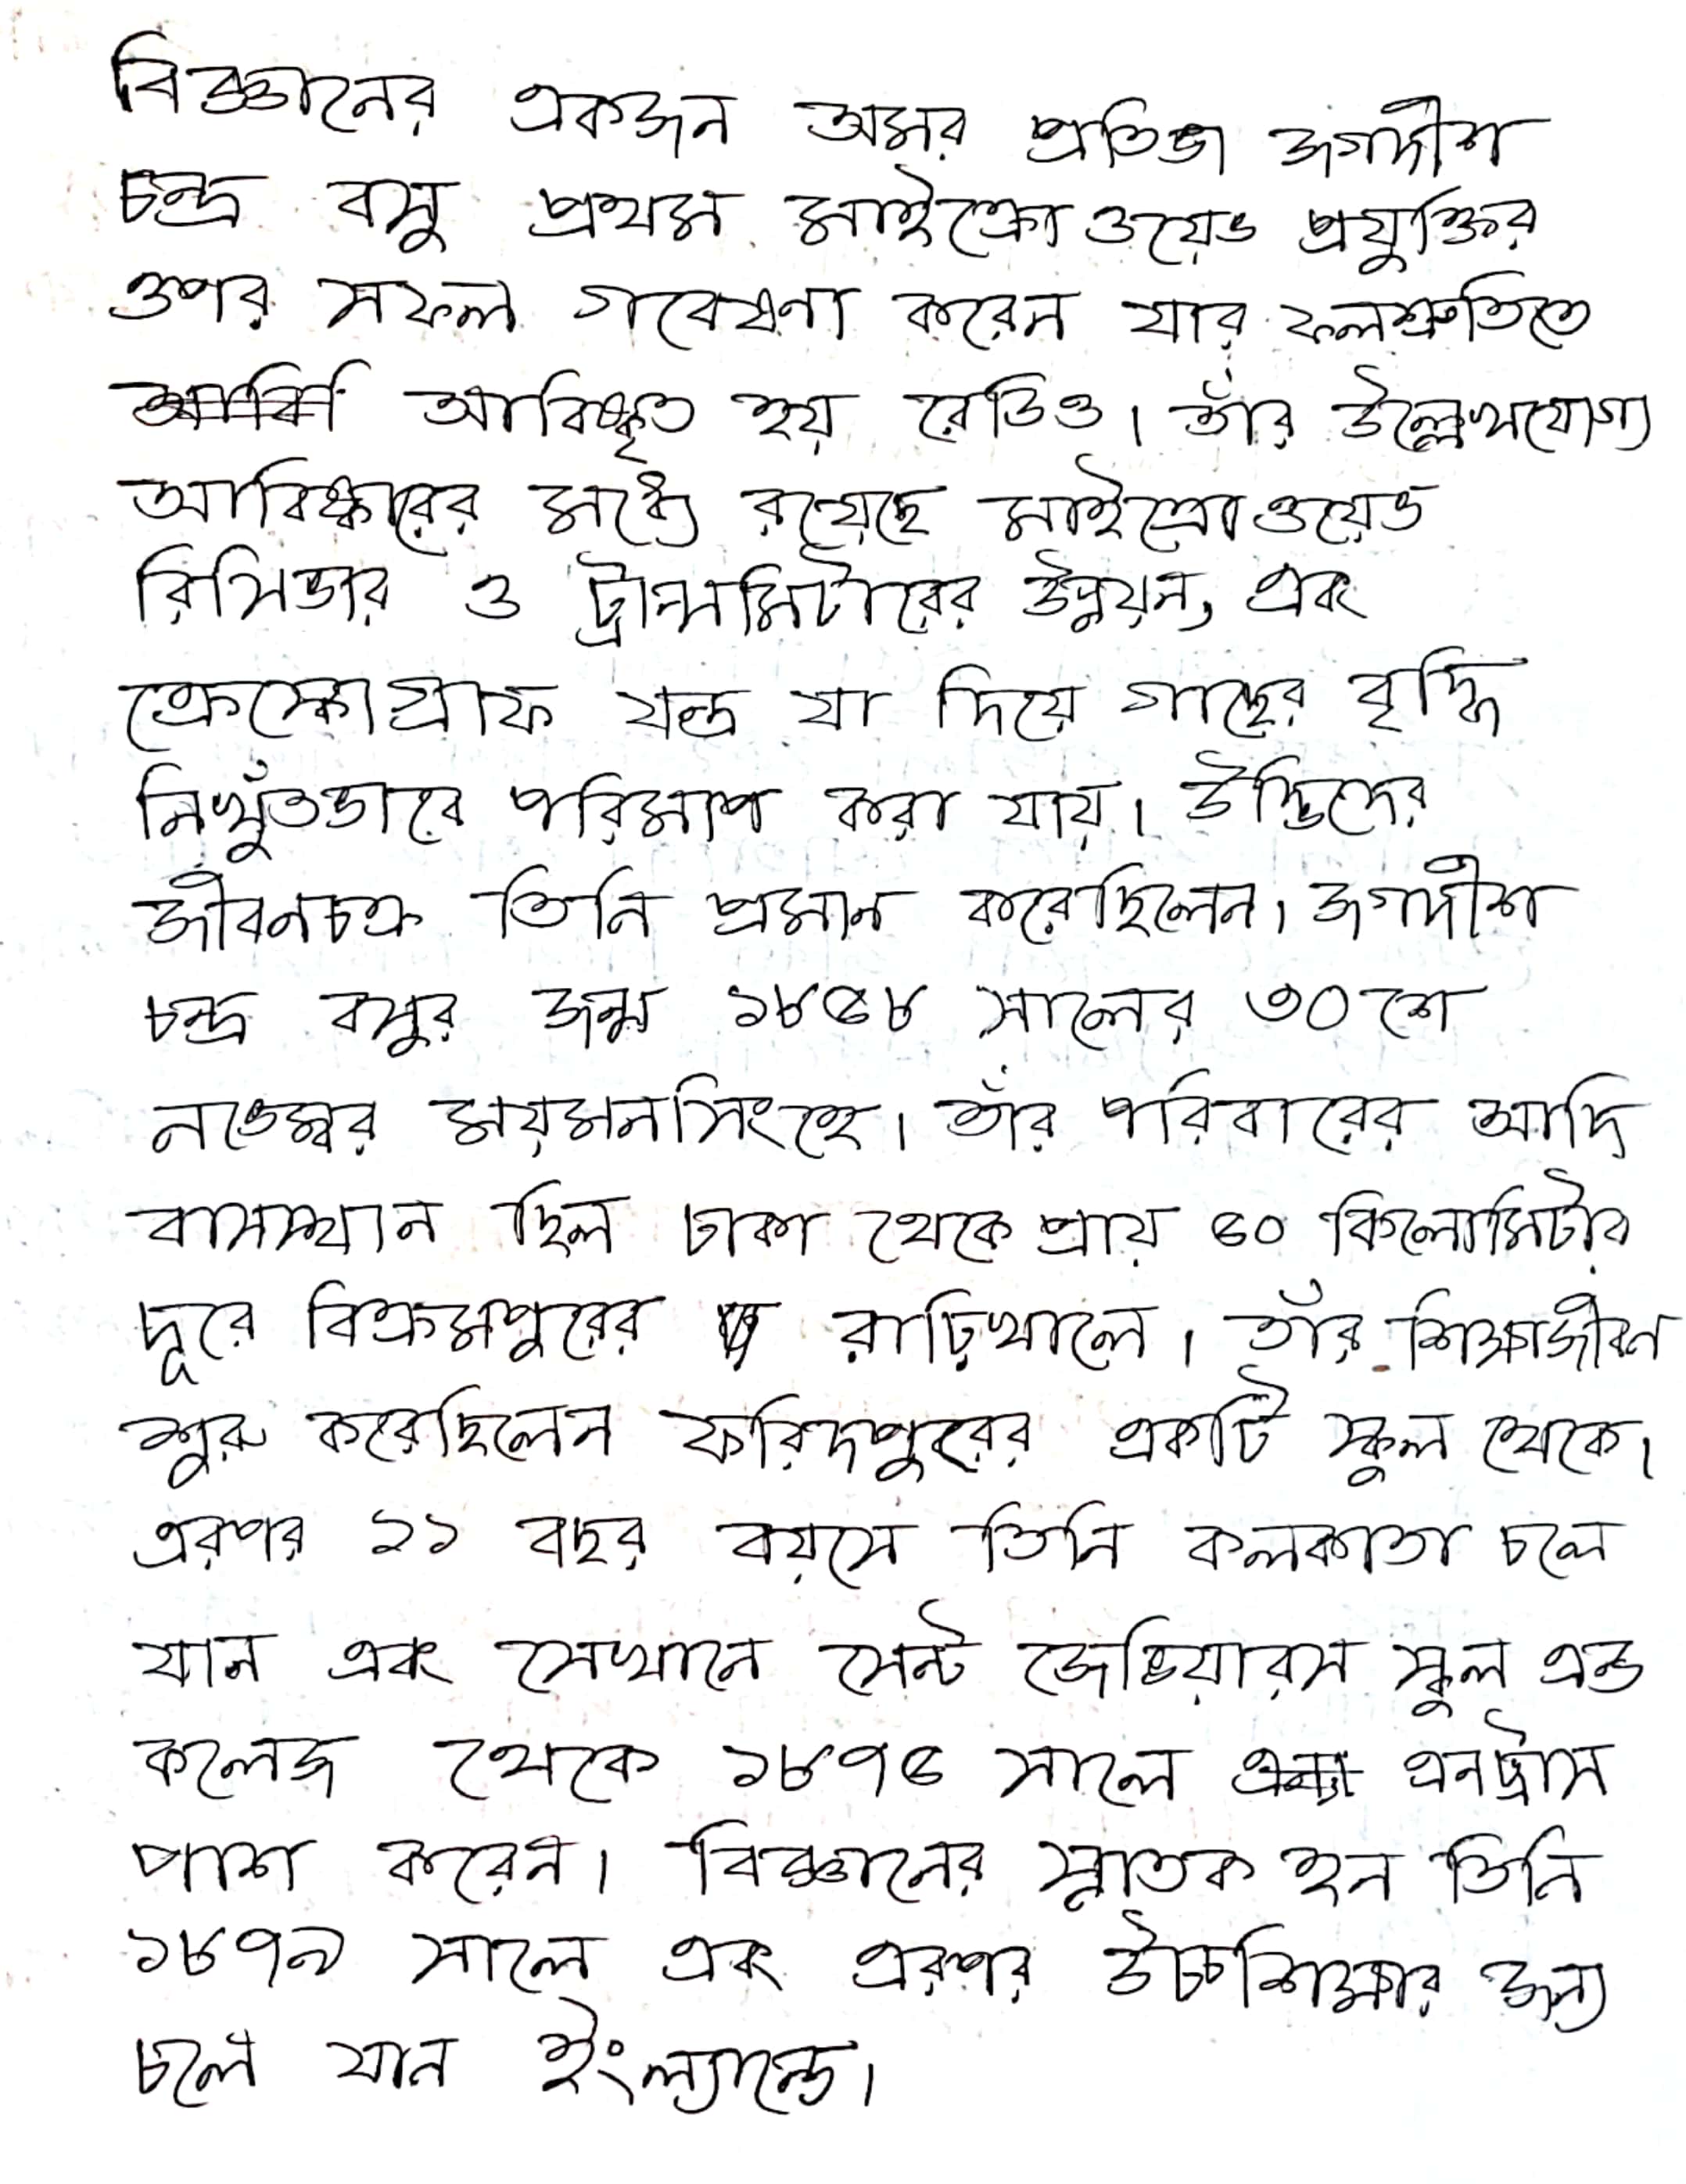 বিজ্ঞানের একজন অমর প্রতিভা জগদীশ
চন্দ্র বসু প্রথম মাইক্রোওয়েভ প্রযুক্তির
ওপর সফল গবেষণা করেন যার ফলশ্রুতিতে
আবিষ্কৃত হয় রেডিও। তাঁর উল্লেখযোগ্য
আবিষ্কারের মধ্যে রয়েছে মাইক্রোওয়েভ
রিসিভার ও ট্রান্সমিটারের উন্নয়ন, এবং
ক্রেস্কোগ্রাফ যন্ত্র যা দিয়ে গাছের বৃদ্ধি
নিখুঁতভাবে পরিমাপ করা যায়। উদ্ভিদের
জীবনচক্র তিনি প্রমান করেছিলেন। জগদীশ
চন্দ্র বসুর জন্ম ১৮৫৮ সালের ৩০শে
নভেম্বর ময়মনসিংহে। তাঁর পরিবারের আদি
বাসস্থান ছিল ঢাকা থেকে প্রায় ৫০ কিলোমিটার
দূরে বিক্রমপুরের রাঢ়িখালে। তাঁর শিক্ষাজীবন
শুরু করেছিলেন ফরিদপুরের একটি স্কুল থেকে।
এরপর ১১ বছর বয়সে তিনি কলকাতা চলে
যান এবং সেখানে সেন্ট জেভিয়ারস স্কুল এন্ড
কলেজ থেকে ১৮৭৫ সালে এনট্রাস
পাশ করেন। বিজ্ঞানের স্নাতক হন তিনি
১৮৭৯ সালে এবং এরপর উচ্চশিক্ষার জন্য
চলে যান ইংল্যান্ডে।